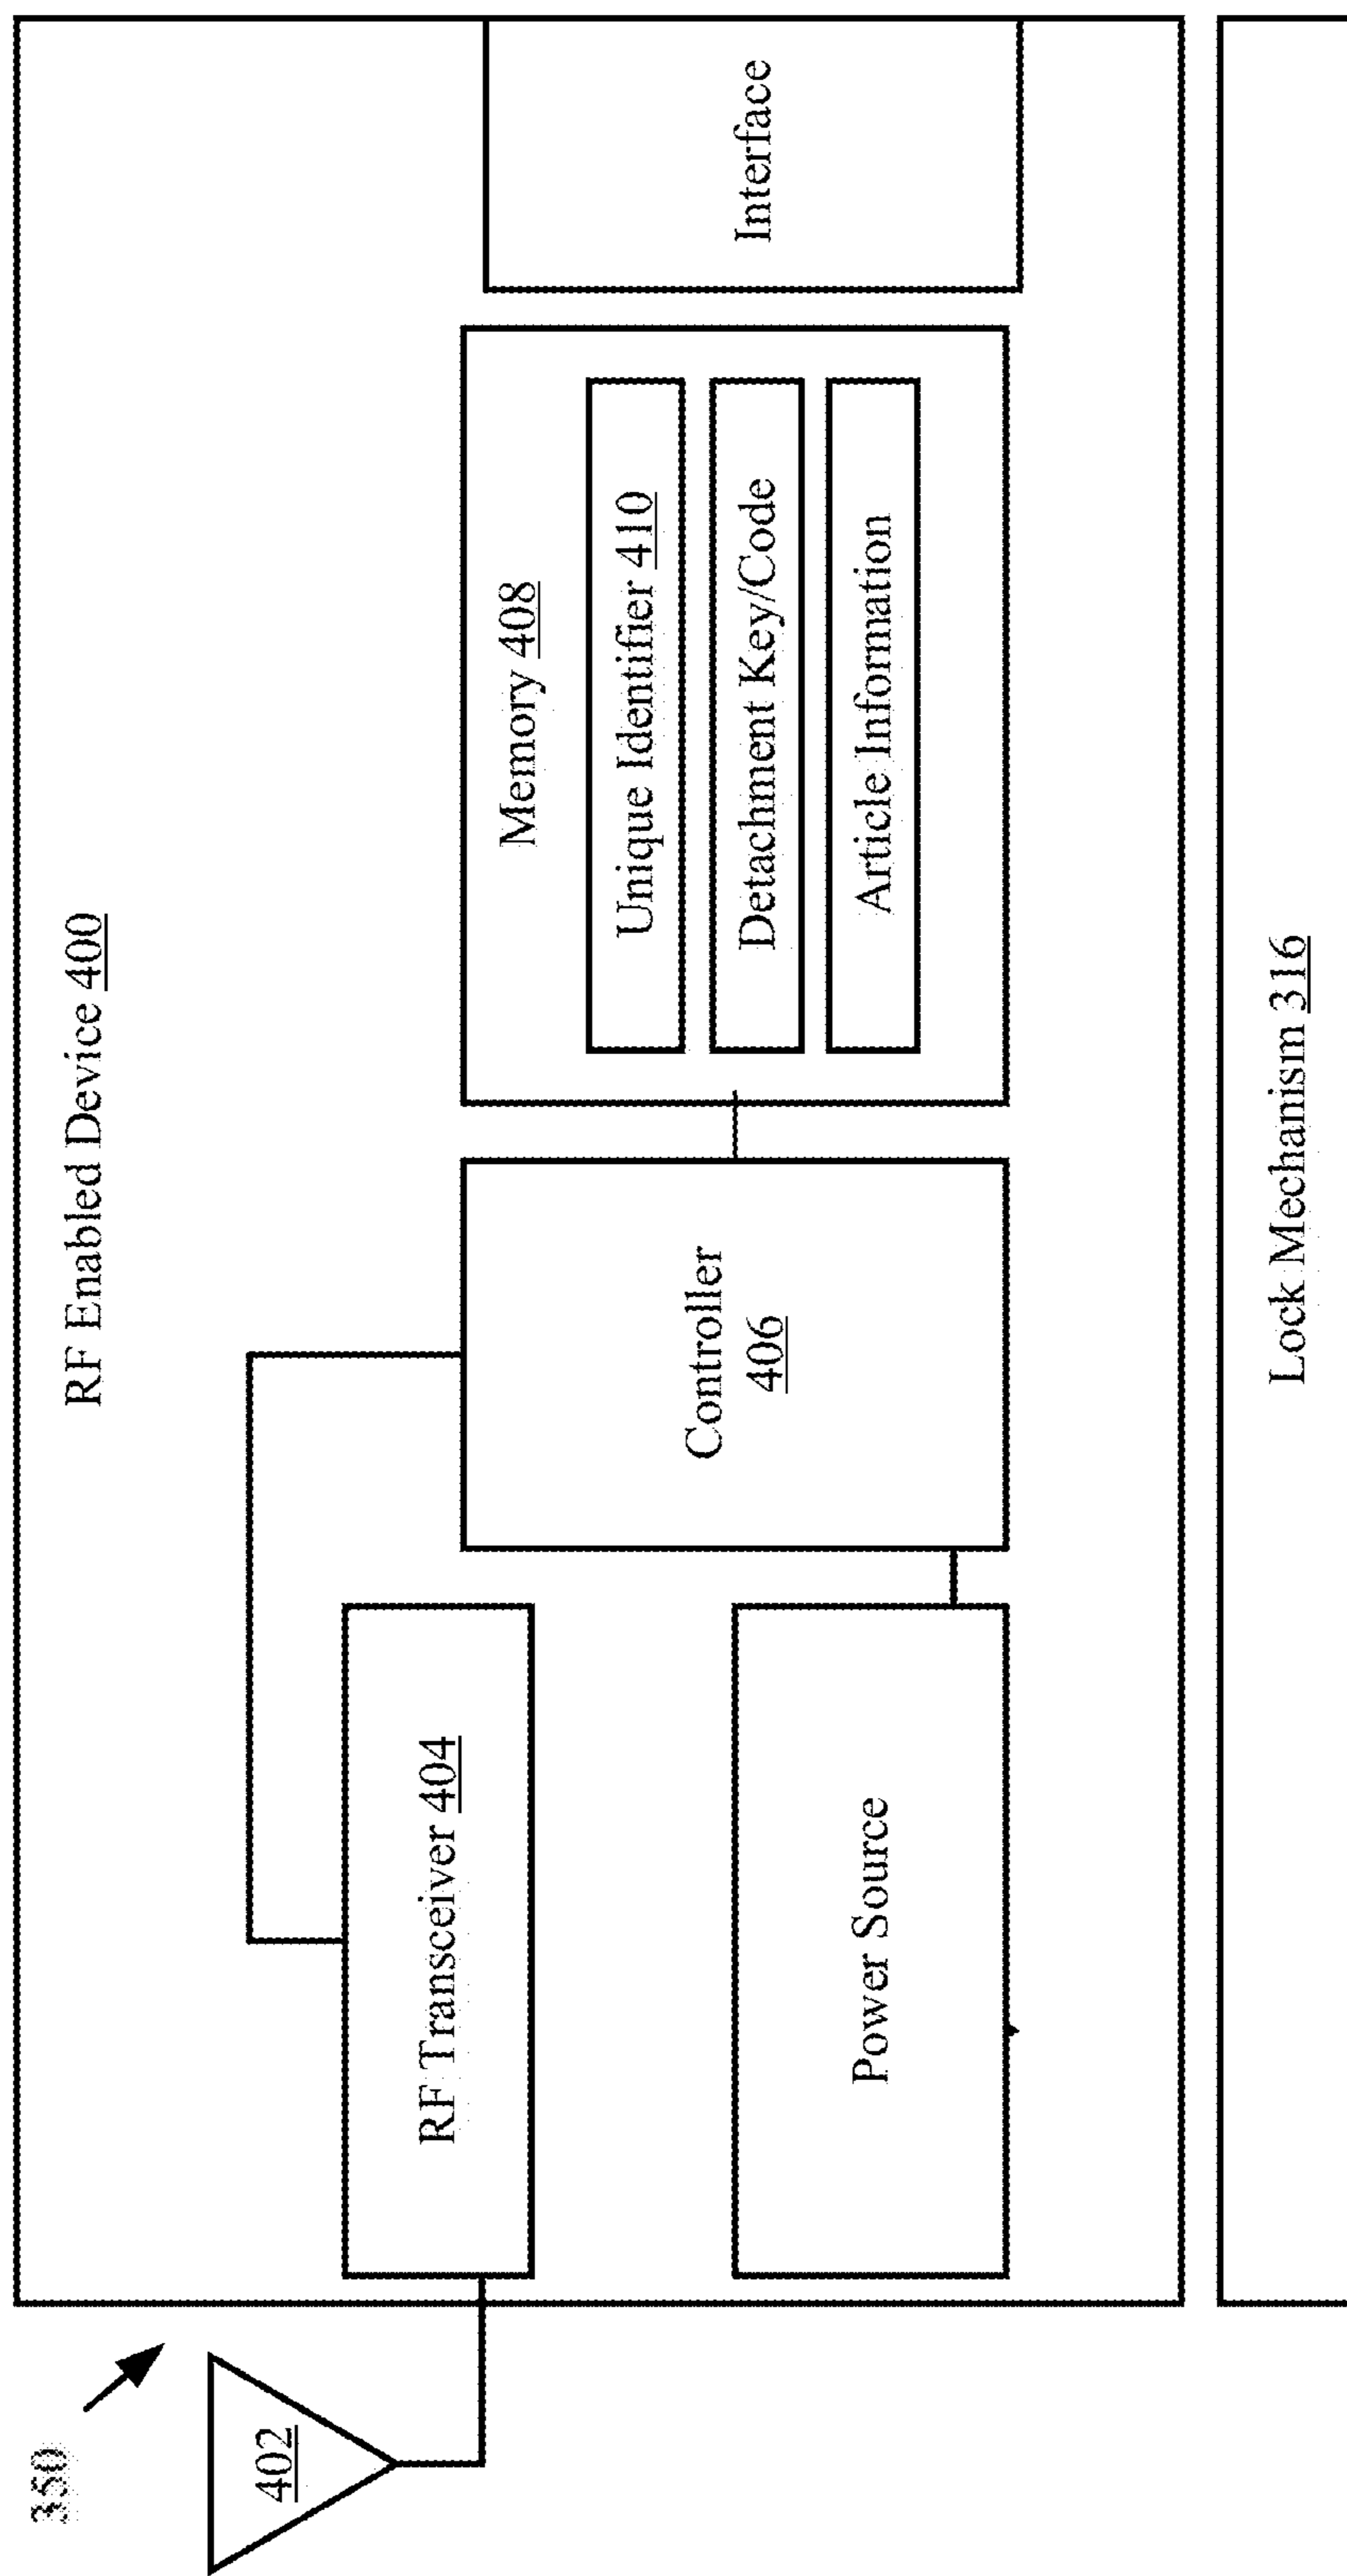 350
402
RF Enabled Device 400
RF Transceiver 404
Power Source
Controller
406
Memory 408
Unique Identifier 410
Detachment Key/Code
Article Information
Interface
Lock Mechanism 316